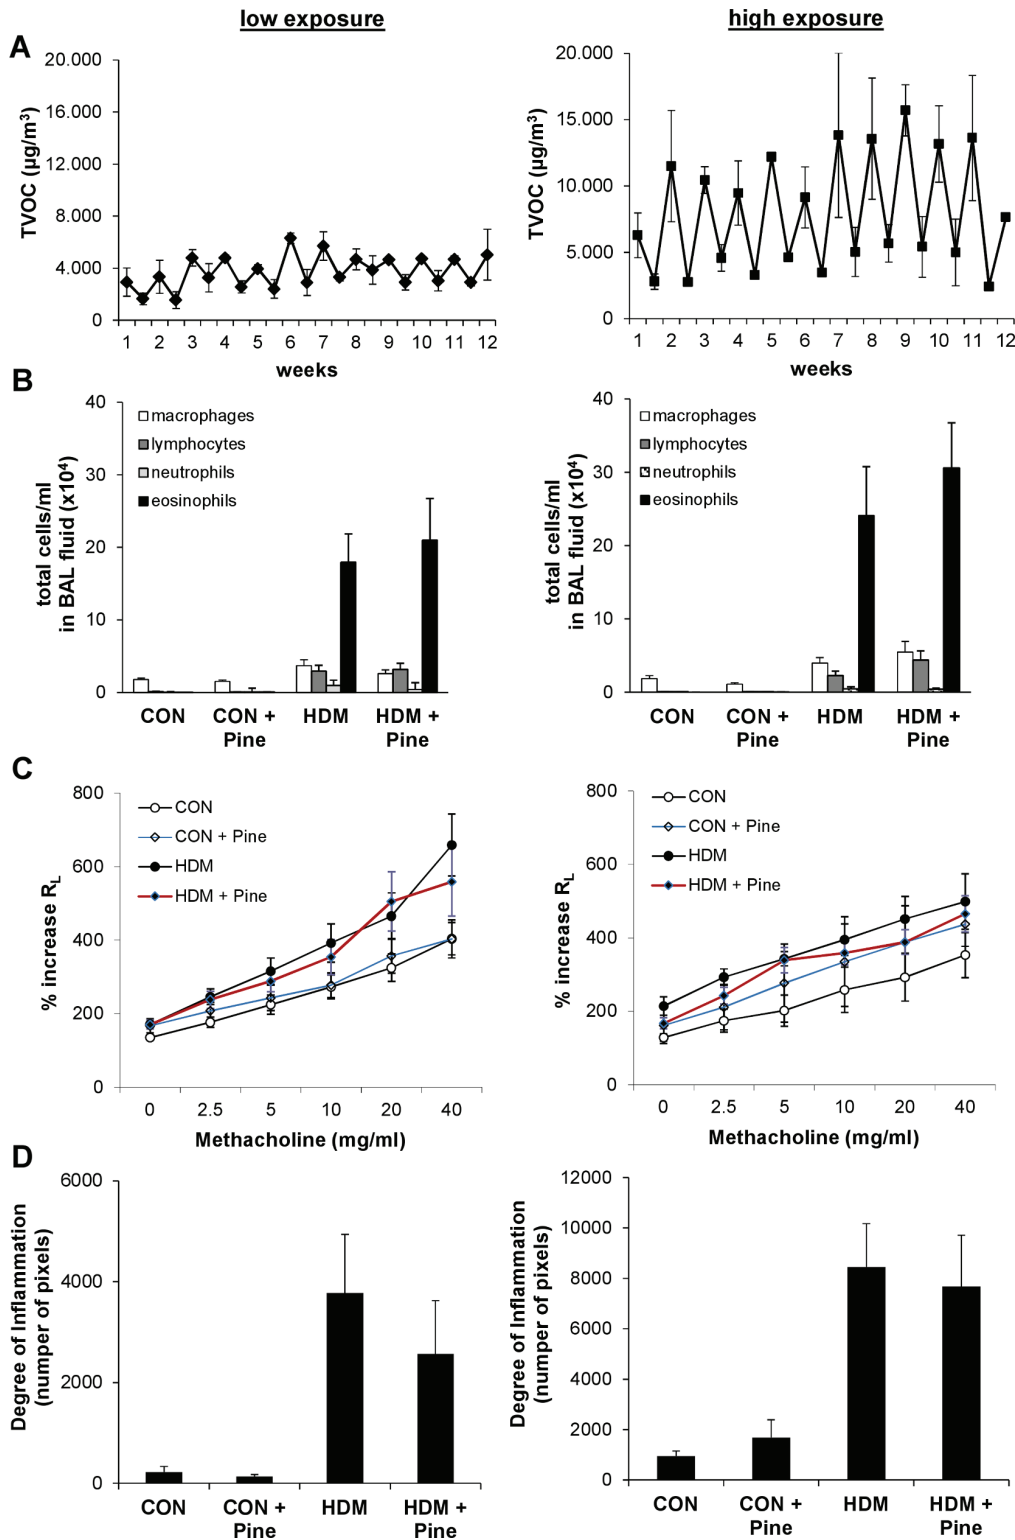 low exposure
high exposure
A
TVOC (µg/m³)
20.000
16.000
12.000
8.000
4.000
0
1 2 3 4 5 6 7 8 9 10 11 12
weeks
TVOC (µg/m³)
20.000
15.000
10.000
5.000
0
1 2 3 4 5 6 7 8 9 10 11 12
weeks
B
total cells/ml
in BAL fluid (x10⁴)
40
30
20
10
0
macrophages
lymphocytes
neutrophils
eosinophils
CON
CON +
Pine
HDM
HDM +
Pine
total cells/ml
in BAL fluid (x10⁴)
40
30
20
10
0
macrophages
lymphocytes
neutrophils
eosinophils
CON
CON +
Pine
HDM
HDM +
Pine
C
% increase R_L
800
600
400
200
0
CON
CON + Pine
HDM
HDM + Pine
0 2.5 5 10 20 40
Methacholine (mg/ml)
% increase R_L
800
600
400
200
0
CON
CON + Pine
HDM
HDM + Pine
0 2.5 5 10 20 40
Methacholine (mg/ml)
D
Degree of Inflammation
(numper of pixels)
6000
4000
2000
0
CON
CON +
Pine
HDM
HDM +
Pine
Degree of Inflammation
(numper of pixels)
12000
10000
8000
6000
4000
2000
0
CON
CON +
Pine
HDM
HDM +
Pine